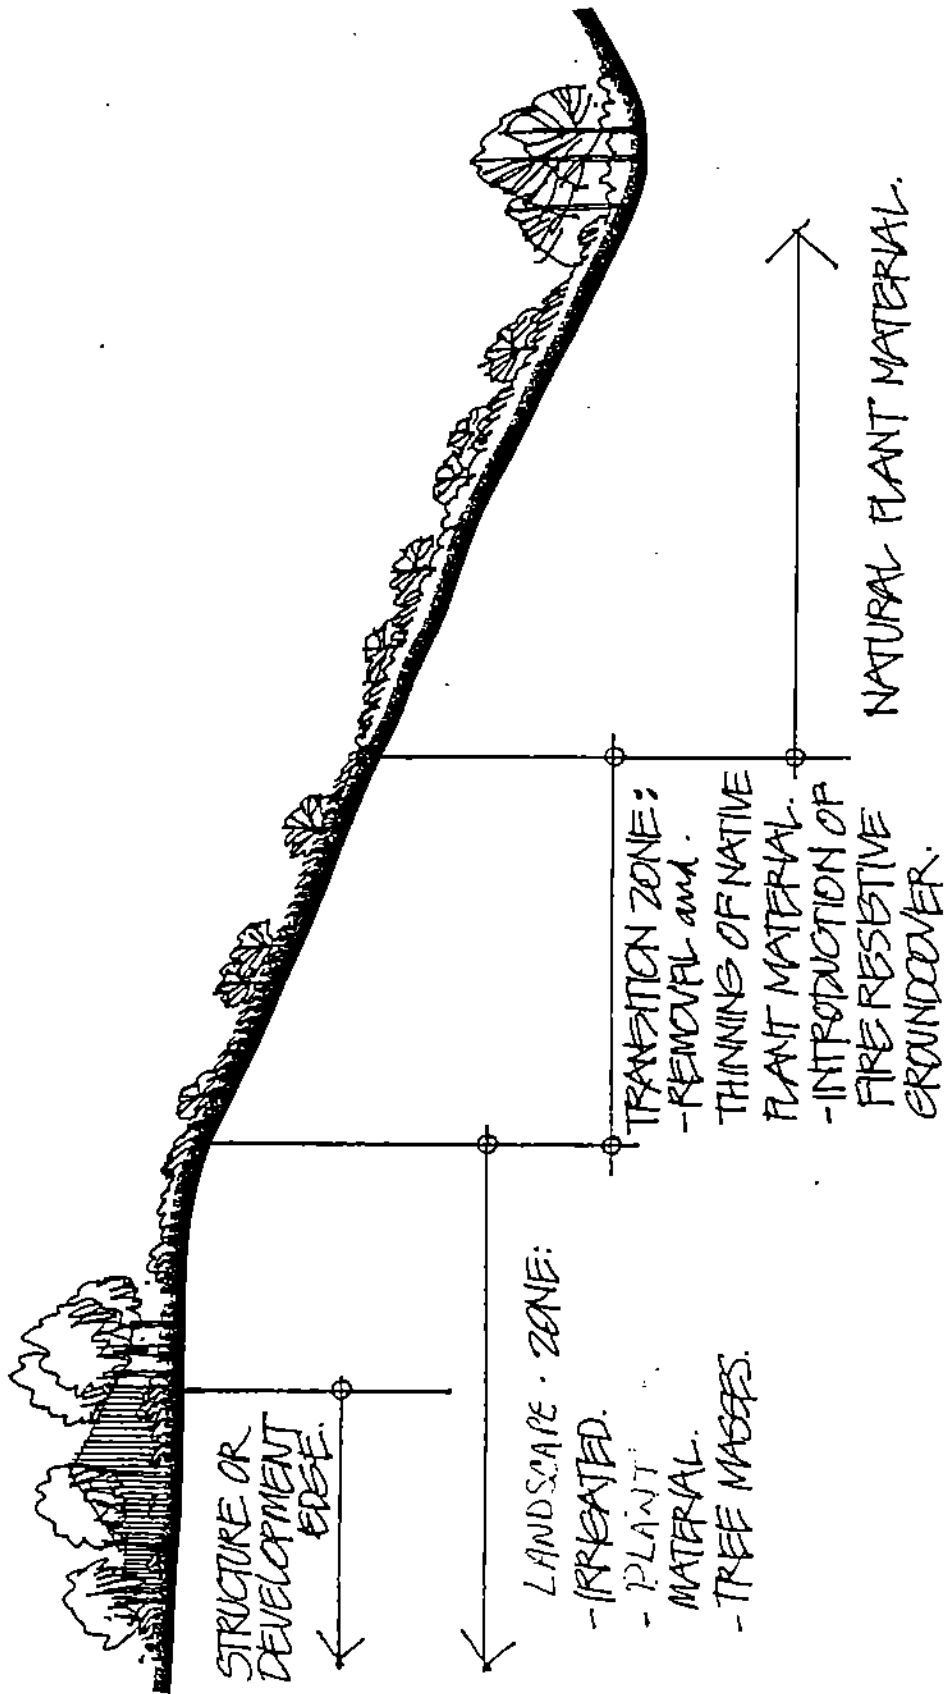 STRUCTURE OR
DEVELOPMENT
EDGE.
LANDSCAPE · ZONE:
-IRRIGATED.
- PLANT
MATERIAL.
- TREE MASSES.
TRANSITION ZONE:
-REMOVAL and.
THINNING OF NATIVE
PLANT MATERIAL.
-INTRODUCTION OF
FIRE RESISTIVE
GROUNDCOVER.
NATURAL PLANT MATERIAL.